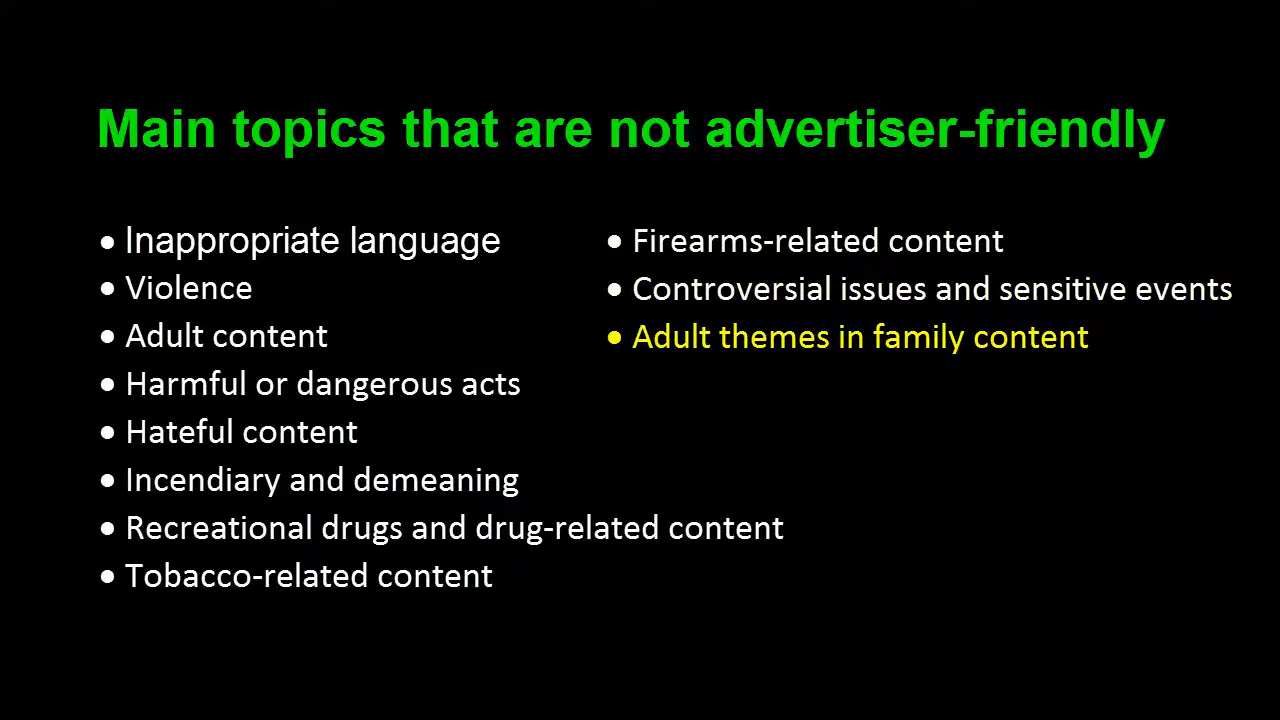 Main topics that are not advertiser-friendly
• Inappropriate language
• Violence
• Adult content
• Harmful or dangerous acts
• Hateful content
• Incendiary and demeaning
• Recreational drugs and drug-related content
• Tobacco-related content
• Firearms-related content
• Controversial issues and sensitive events
• Adult themes in family content